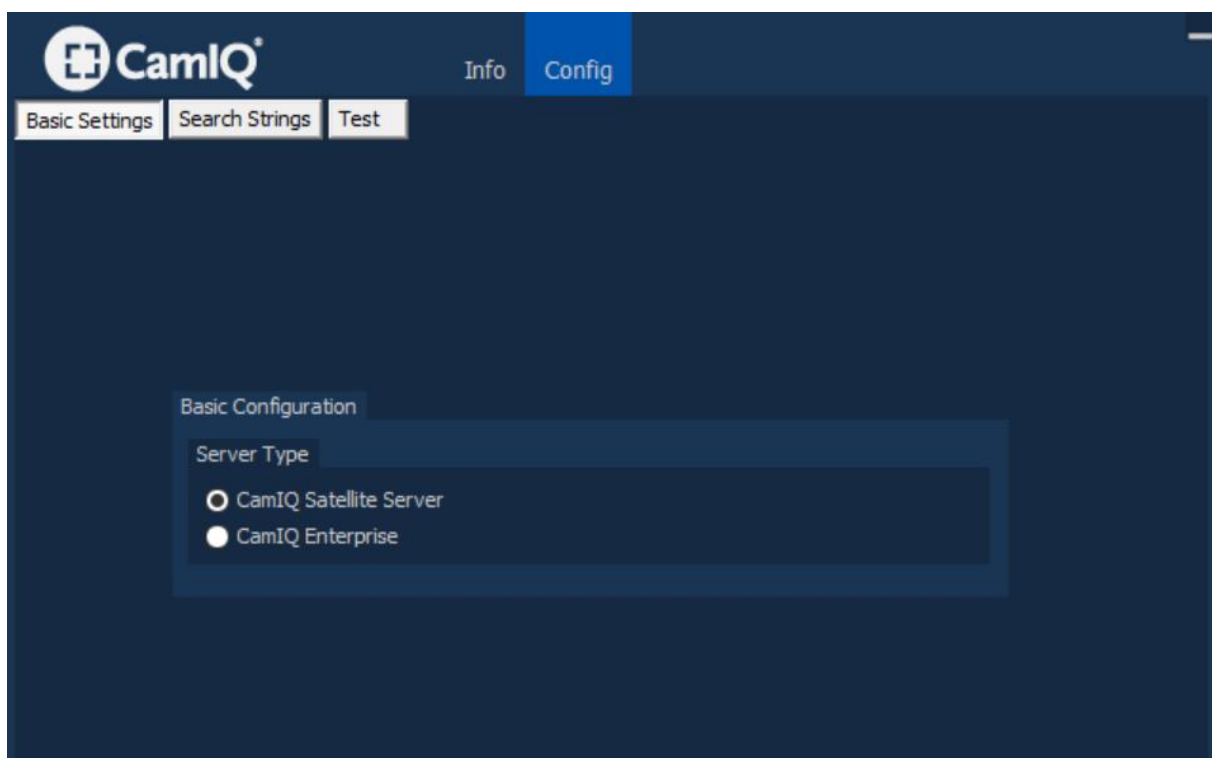 CamIQ®
Info Config
Basic Settings Search Strings Test
Basic Configuration
Server Type
CamIQ Satellite Server
CamIQ Enterprise